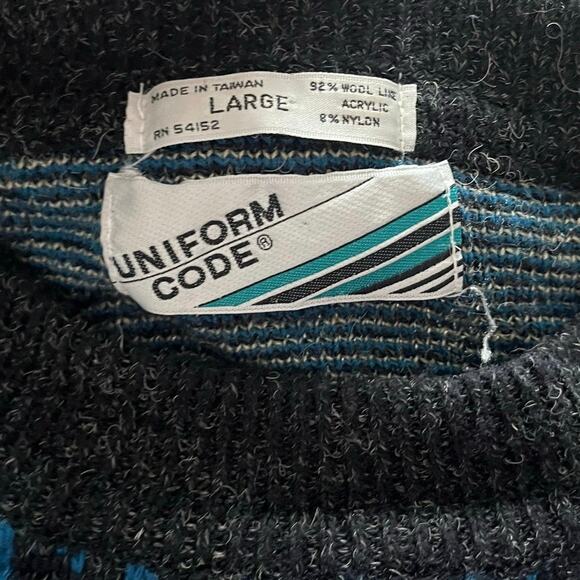 MADE IN TAIWAN
LARGE
RN 54152
92% WOOL LIKE
ACRYLIC
8% NYLON
UNIFORM
CODE®